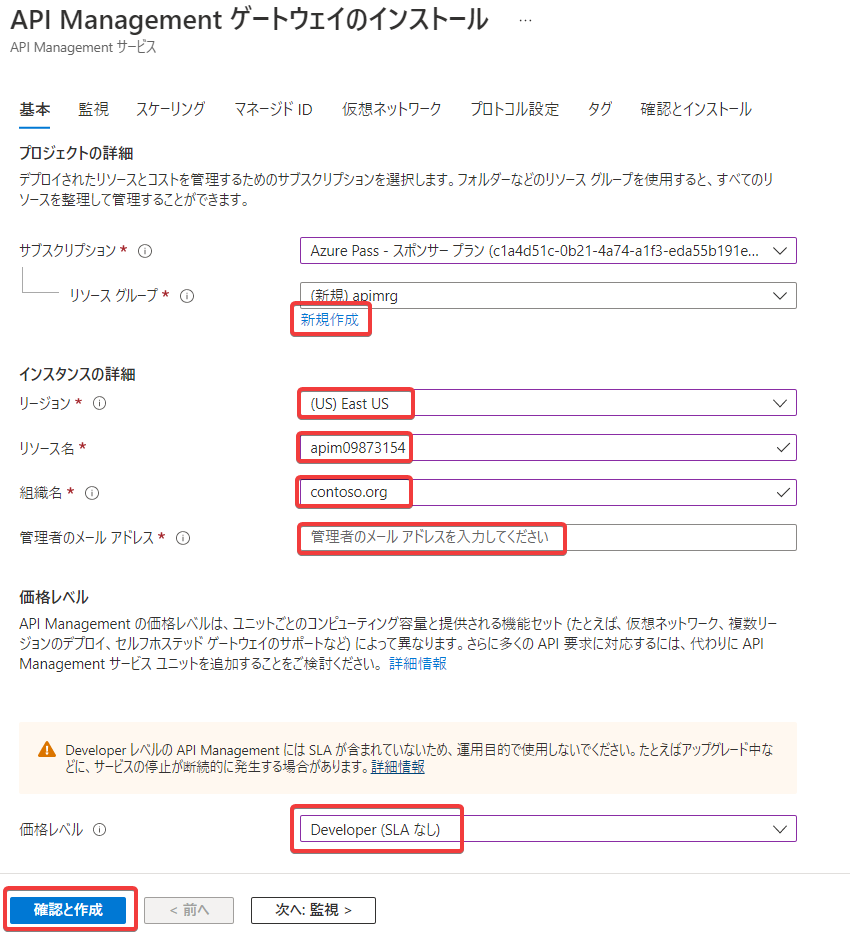 API Management ゲートウェイのインストール ...
API Management サービス
基本 監視 スケーリング マネージド ID 仮想ネットワーク プロトコル設定 タグ 確認とインストール
プロジェクトの詳細
デプロイされたリソースとコストを管理するためのサブスクリプションを選択します。フォルダーなどのリソース グループを使用すると、すべてのリ
ソースを整理して管理することができます。
サブスクリプション * Azure Pass - スポンサー プラン (c1a4d51c-0b21-4a74-a1f3-eda55b191e...
リソース グループ * (新規) apimrg
新規作成
インスタンスの詳細
リージョン * (US) East US
リソース名 * apim09873154
組織名 * contoso.org
管理者のメール アドレス * 管理者のメール アドレスを入力してください
価格レベル
API Management の価格レベルは、ユニットごとのコンピューティング容量と提供される機能セット (たとえば、仮想ネットワーク、複数リー
ジョンのデプロイ、セルフホステッド ゲートウェイのサポートなど) によって異なります。さらに多くの API 要求に対応するには、代わりに API
Management サービス ユニットを追加することをご検討ください。 詳細情報
Developer レベルの API Management には SLA が含まれていないため、運用目的で使用しないでください。たとえばアップグレード中な
どに、サービスの停止が断続的に発生する場合があります。詳細情報
価格レベル Developer (SLA なし)
確認と作成 < 前へ 次へ: 監視 >